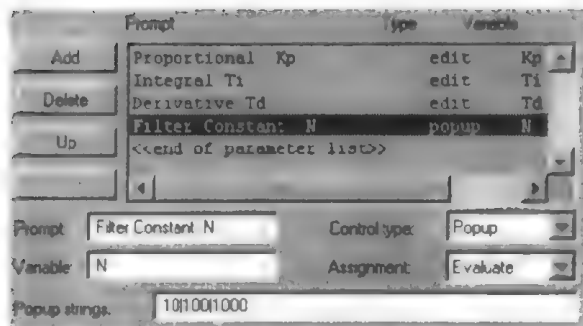 Prompt Type Variable
Add
Proportional Kp edit Kp
Integral Ti edit Ti
Delete
Derivative Td edit Td
Filter Constant N popup N
Up
<<end of parameter list>>
Prompt: Filter Constant N Control type: Popup
Variable: N Assignment: Evaluate
Popup strings: 10|100|1000